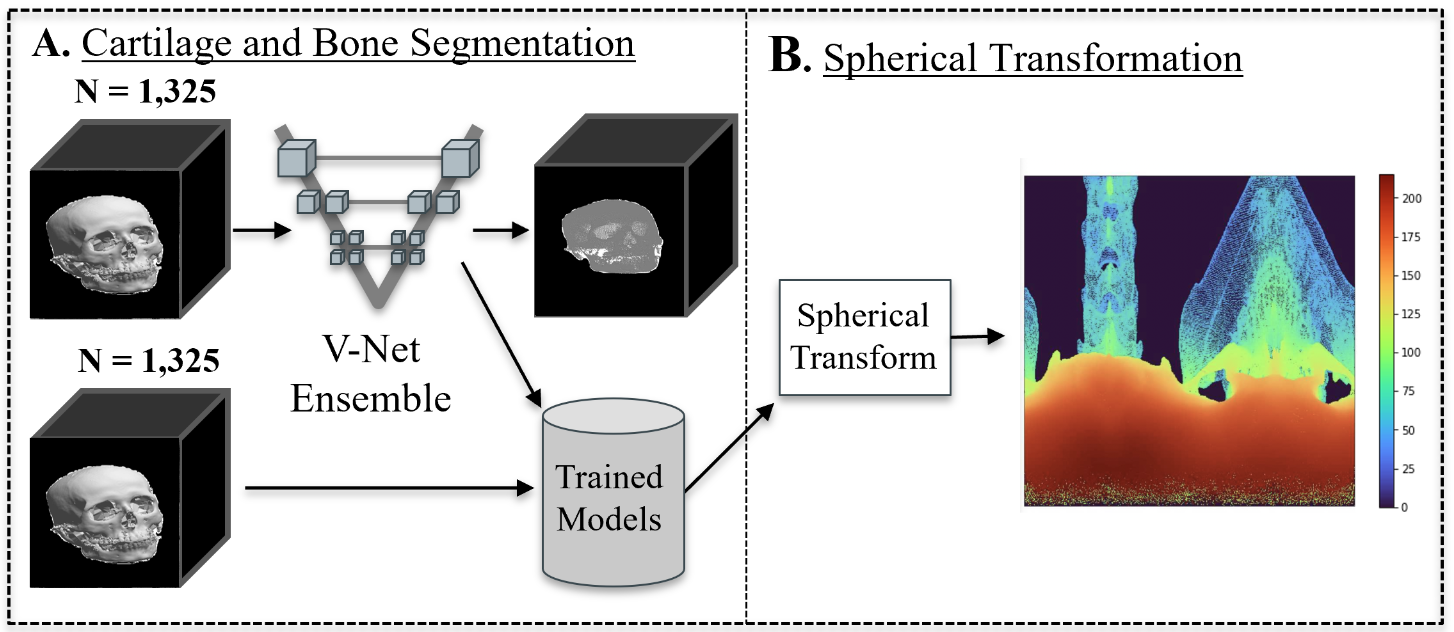 A. Cartilage and Bone Segmentation
N = 1,325
V-Net
Ensemble
N = 1,325
Trained
Models
B. Spherical Transformation
Spherical
Transform
200
175
150
125
100
75
50
25
0